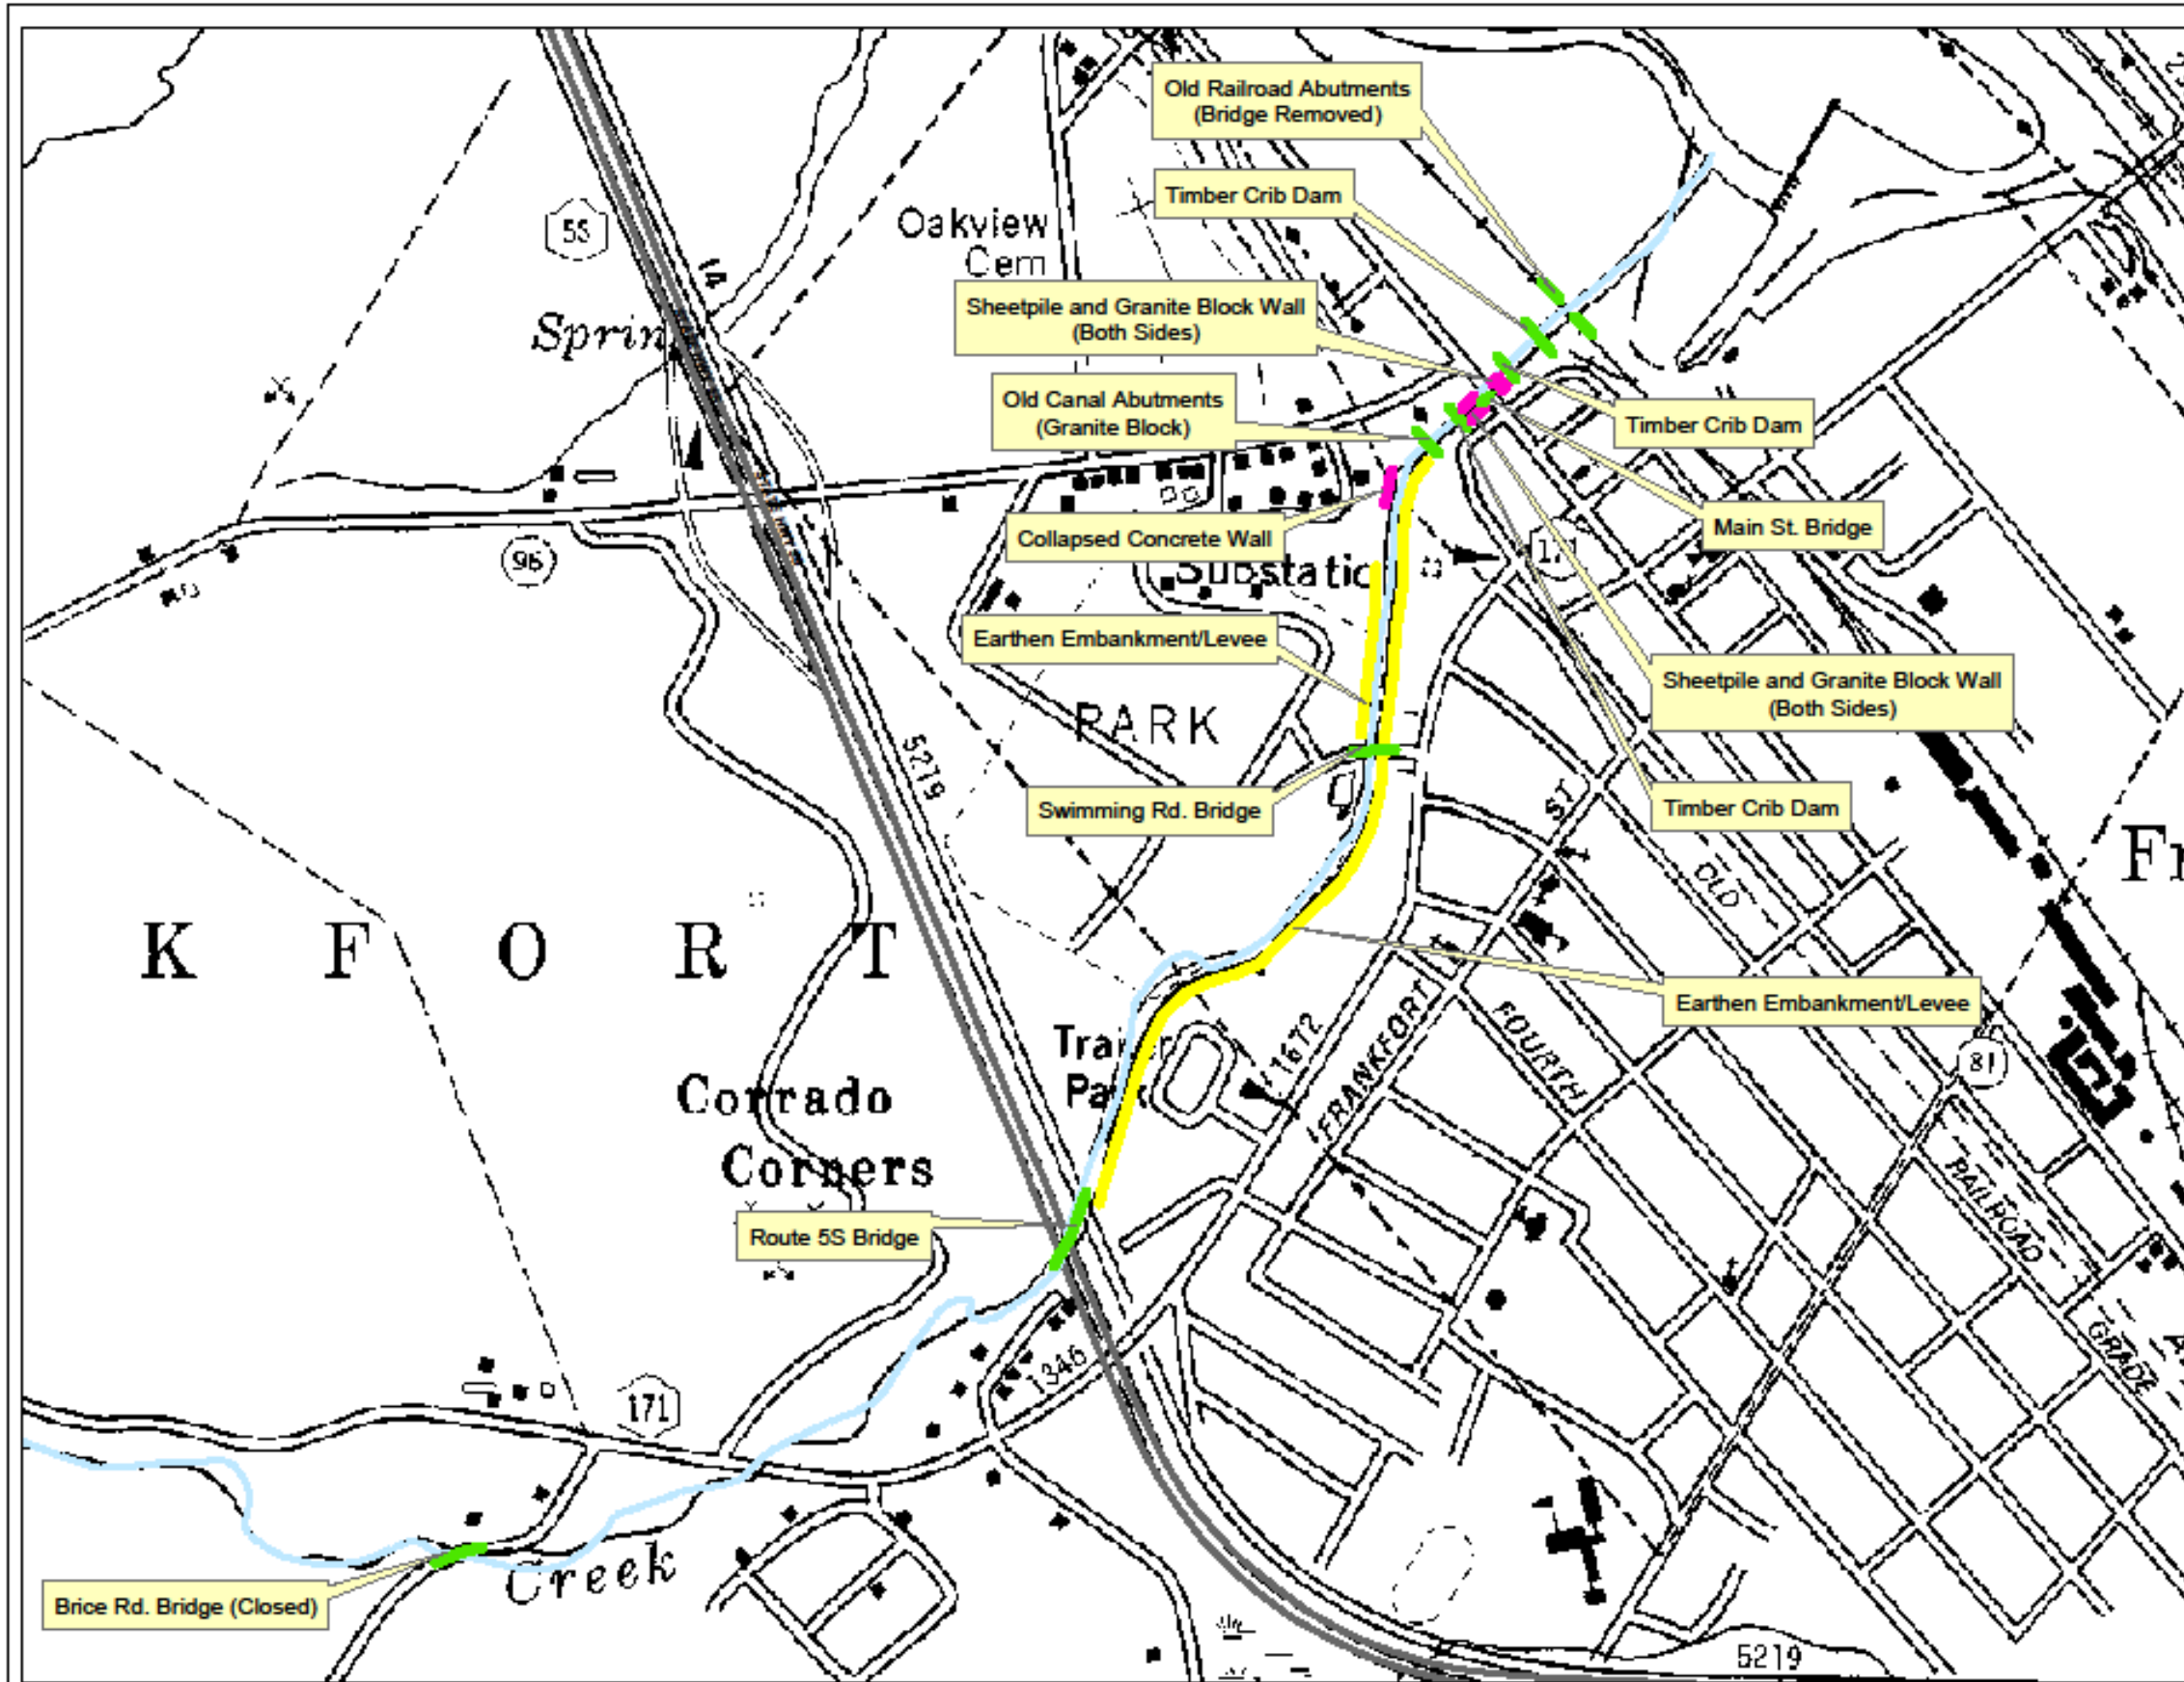 Old Railroad Abutments
(Bridge Removed)
Timber Crib Dam
5S
Oakview
Cem
14
Sheetpile and Granite Block Wall
(Both Sides)
Sprin
Old Canal Abutments
(Granite Block)
Timber Crib Dam
Main St. Bridge
Collapsed Concrete Wall
96
Substatio
Earthen Embankment/Levee
Sheetpile and Granite Block Wall
(Both Sides)
PARK
5219
Swimming Rd. Bridge
Timber Crib Dam
ST
OLD
Fr
K F O R T
Earthen Embankment/Levee
FOURTH
FRANKFORT
1672
81
Trailer
Park
Corrado
Corners
RAILROAD
Route 5S Bridge
GRADE
1346
171
Creek
Brice Rd. Bridge (Closed)
5219